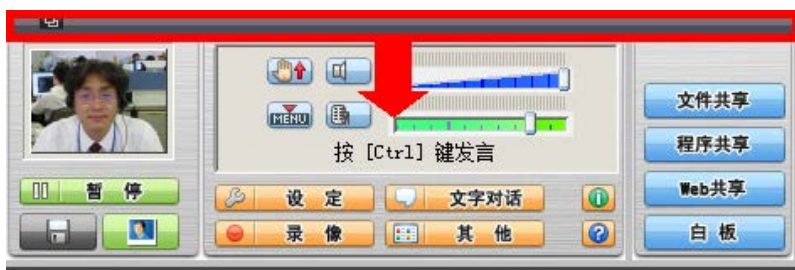 MENU
按 [Ctrl] 键发言
暂 停
设 定
文字对话
录 像
其 他
文件共享
程序共享
Web共享
白 板